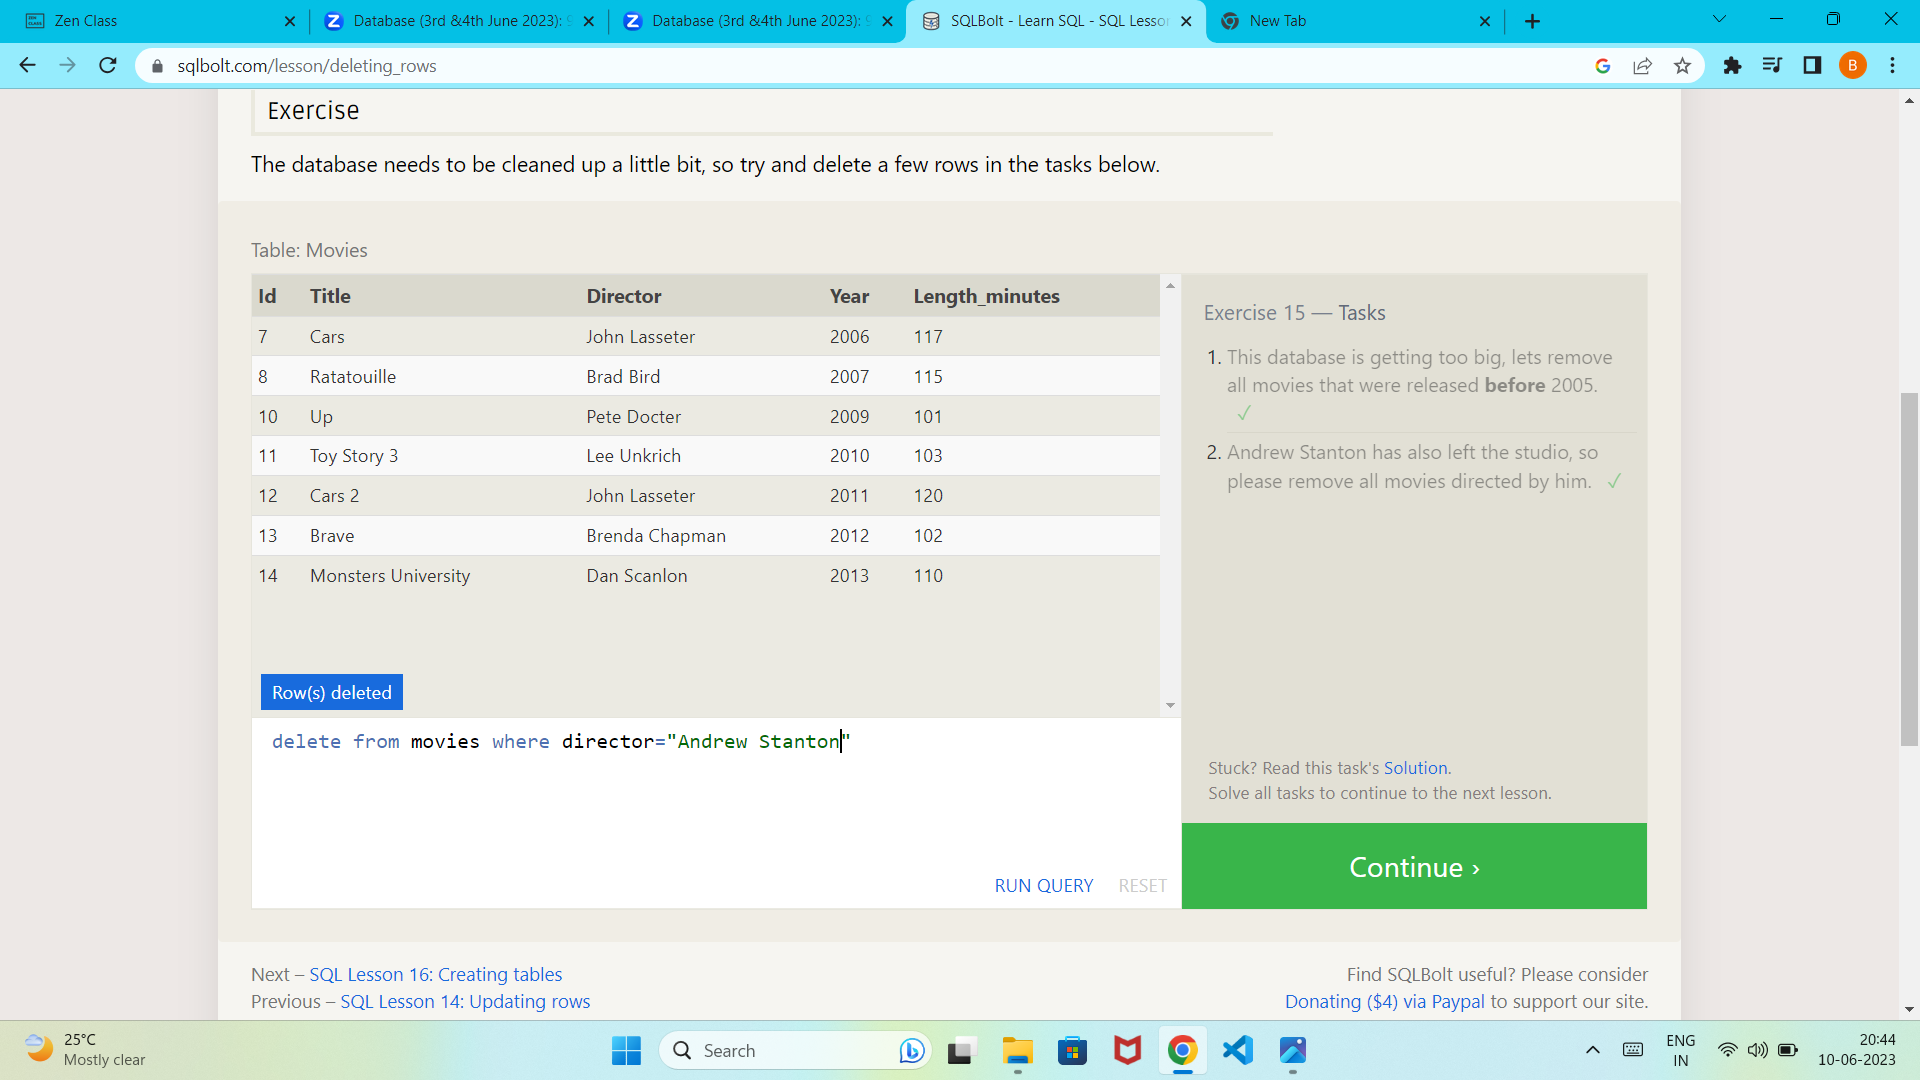 Zen Class
Database (3rd &4th June 2023): 9
Database (3rd &4th June 2023): 9
SQLBolt - Learn SQL - SQL Lesson
New Tab
sqlbolt.com/lesson/deleting_rows
B
Exercise
The database needs to be cleaned up a little bit, so try and delete a few rows in the tasks below.
Table: Movies
Id Title Director Year Length_minutes
7 Cars John Lasseter 2006 117
8 Ratatouille Brad Bird 2007 115
10 Up Pete Docter 2009 101
11 Toy Story 3 Lee Unkrich 2010 103
12 Cars 2 John Lasseter 2011 120
13 Brave Brenda Chapman 2012 102
14 Monsters University Dan Scanlon 2013 110
Row(s) deleted
delete from movies where director="Andrew Stanton"
RUN QUERY RESET
Exercise 15 — Tasks
1. This database is getting too big, lets remove
all movies that were released before 2005.
✓
2. Andrew Stanton has also left the studio, so
please remove all movies directed by him. ✓
Stuck? Read this task's Solution.
Solve all tasks to continue to the next lesson.
Continue ›
Next – SQL Lesson 16: Creating tables
Previous – SQL Lesson 14: Updating rows
Find SQLBolt useful? Please consider
Donating ($4) via Paypal to support our site.
25°C
Mostly clear
Search
ENG
IN
20:44
10-06-2023